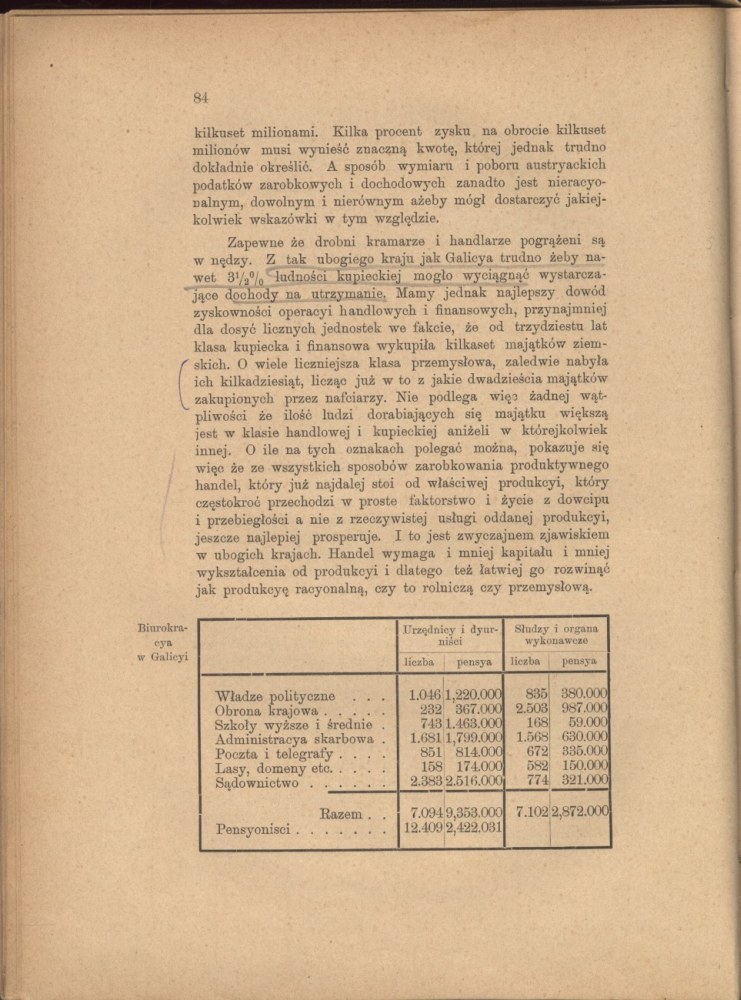 84
kilkuset milionami. Kilka procent zysku na obrocie kilkuset
milionów musi wynieść znaczną kwotę, której jednak trudno
dokładnie określić. A sposób wymiaru i poboru austryackich
podatków zarobkowych i dochodowych zanadto jest nieracyo-
nalnym, dowolnym i nierównym ażeby mógł dostarczyć jakiej-
kolwiek wskazówki w tym względzie.
Zapewne że drobni kramarze i handlarze pogrążeni są
w nędzy. Z tak ubogiego kraju jak Galicya trudno żeby na-
wet 3½% ludności kupieckiej mogło wyciągnąć wystarcza-
jące dochody na utrzymanie. Mamy jednak najlepszy dowód
zyskowności operacyi handlowych i finansowych, przynajmniej
dla dosyć licznych jednostek we fakcie, że od trzydziestu lat
klasa kupiecka i finansowa wykupiła kilkaset majątków ziem-
skich. O wiele liczniejsza klasa przemysłowa, zaledwie nabyła
ich kilkadziesiąt, licząc już w to z jakie dwadzieścia majątków
zakupionych przez nafciarzy. Nie podlega więc żadnej wąt-
pliwości że ilość ludzi dorabiających się majątku większą
jest w klasie handlowej i kupieckiej aniżeli w którejkolwiek
innej. O ile na tych oznakach polegać można, pokazuje się
więc że ze wszystkich sposobów zarobkowania produktywnego
handel, który już najdalej stoi od właściwej produkcyi, który
częstokroć przechodzi w proste faktorstwo i życie z dowcipu
i przebiegłości a nie z rzeczywistej usługi oddanej produkcyi,
jeszcze najlepiej prosperuje. I to jest zwyczajnem zjawiskiem
w ubogich krajach. Handel wymaga i mniej kapitału i mniej
wykształcenia od produkcyi i dlatego też łatwiej go rozwinąć
jak produkcyę racyonalną, czy to rolniczą czy przemysłową.
Biurokra-
cya
w Galicyi
Urzędnicy i dyur-
niści
Słudzy i organa
wykonawcze
liczba pensya liczba pensya
Władze polityczne . . . 1.046 1,220.000 835 380.000
Obrona krajowa . . . . . 232 367.000 2.503 987.000
Szkoły wyższe i średnie . 743 1.463.000 168 59.000
Administracya skarbowa . 1.681 1,799.000 1.568 630.000
Poczta i telegrafy . . . . 851 814.000 672 335.000
Lasy, domeny etc. . . . . 158 174.000 582 150.000
Sądownictwo . . . . . . 2.383 2.516.000 774 321.000
Razem . . 7.094 9,353.000 7.102 2,872.000
Pensyonisci . . . . . . . 12.409 2,422.031